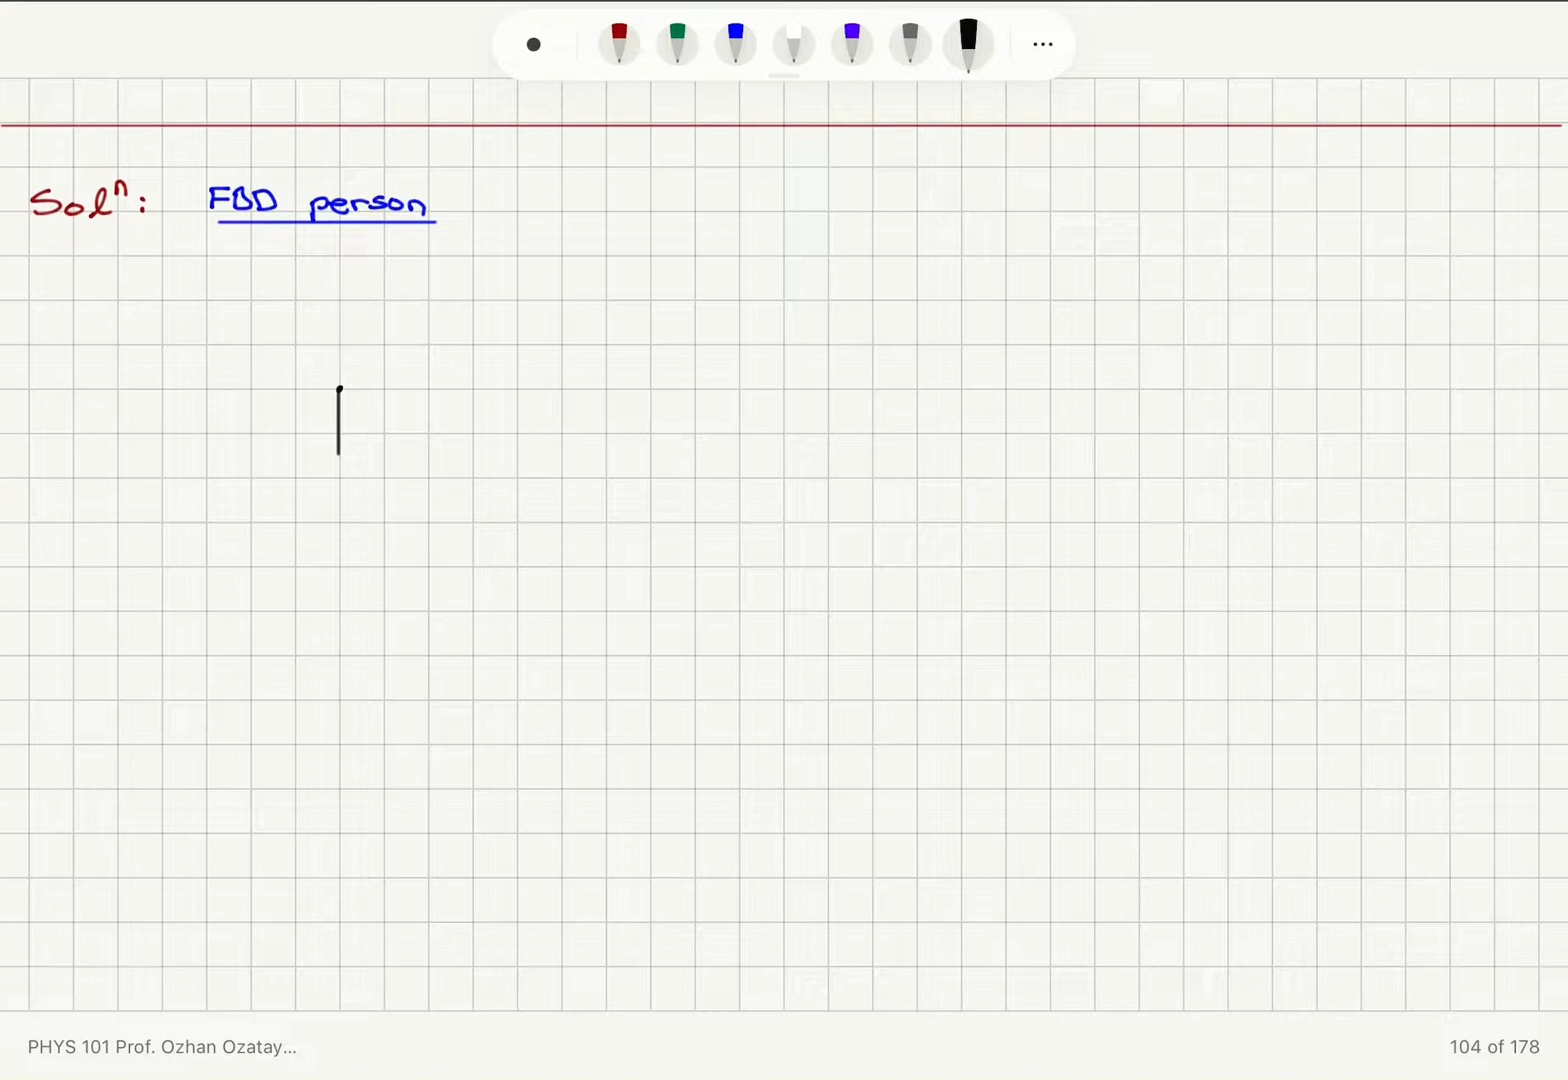 Solⁿ: FBD person
PHYS 101 Prof. Ozhan Ozatay...
104 of 178